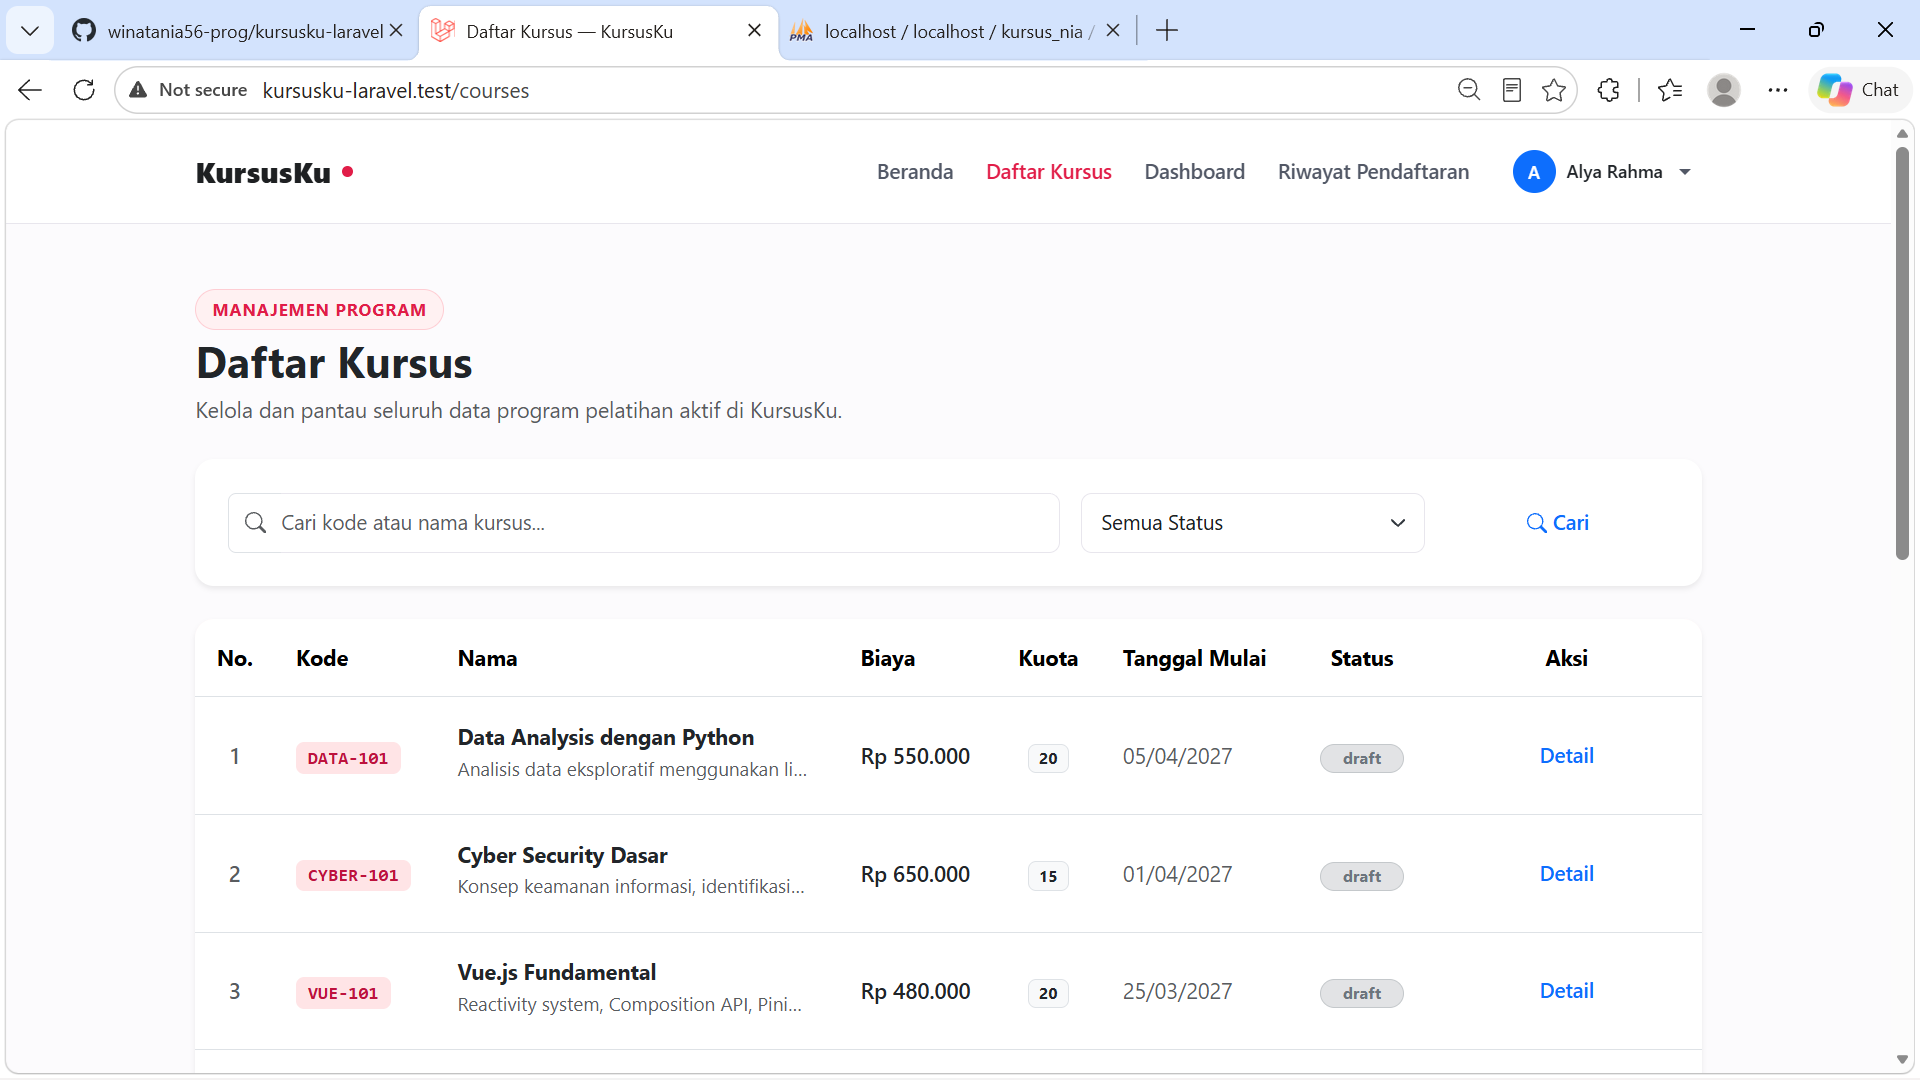 winatania56-prog/kursusku-laravel
Daftar Kursus — KursusKu
PMA
localhost / localhost / kursus_nia /
Not secure
kursusku-laravel.test/courses
Chat
KursusKu
Beranda
Daftar Kursus
Dashboard
Riwayat Pendaftaran
A
Alya Rahma
MANAJEMEN PROGRAM
Daftar Kursus
Kelola dan pantau seluruh data program pelatihan aktif di KursusKu.
Cari kode atau nama kursus...
Semua Status
Cari
No. Kode Nama Biaya Kuota Tanggal Mulai Status Aksi
1 DATA-101 Data Analysis dengan Python Rp 550.000 20 05/04/2027 draft Detail
Analisis data eksploratif menggunakan li...
2 CYBER-101 Cyber Security Dasar Rp 650.000 15 01/04/2027 draft Detail
Konsep keamanan informasi, identifikasi...
3 VUE-101 Vue.js Fundamental Rp 480.000 20 25/03/2027 draft Detail
Reactivity system, Composition API, Pini...